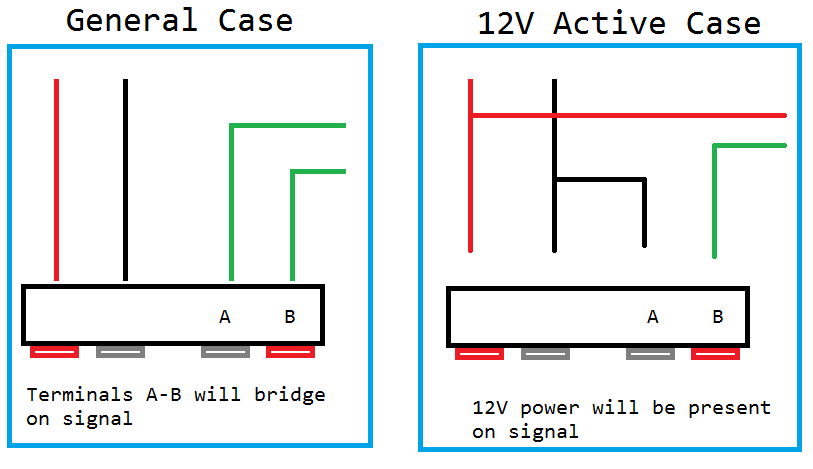 General Case
12V Active Case
A
B
Terminals A-B will bridge
on signal
A
B
12V power will be present
on signal